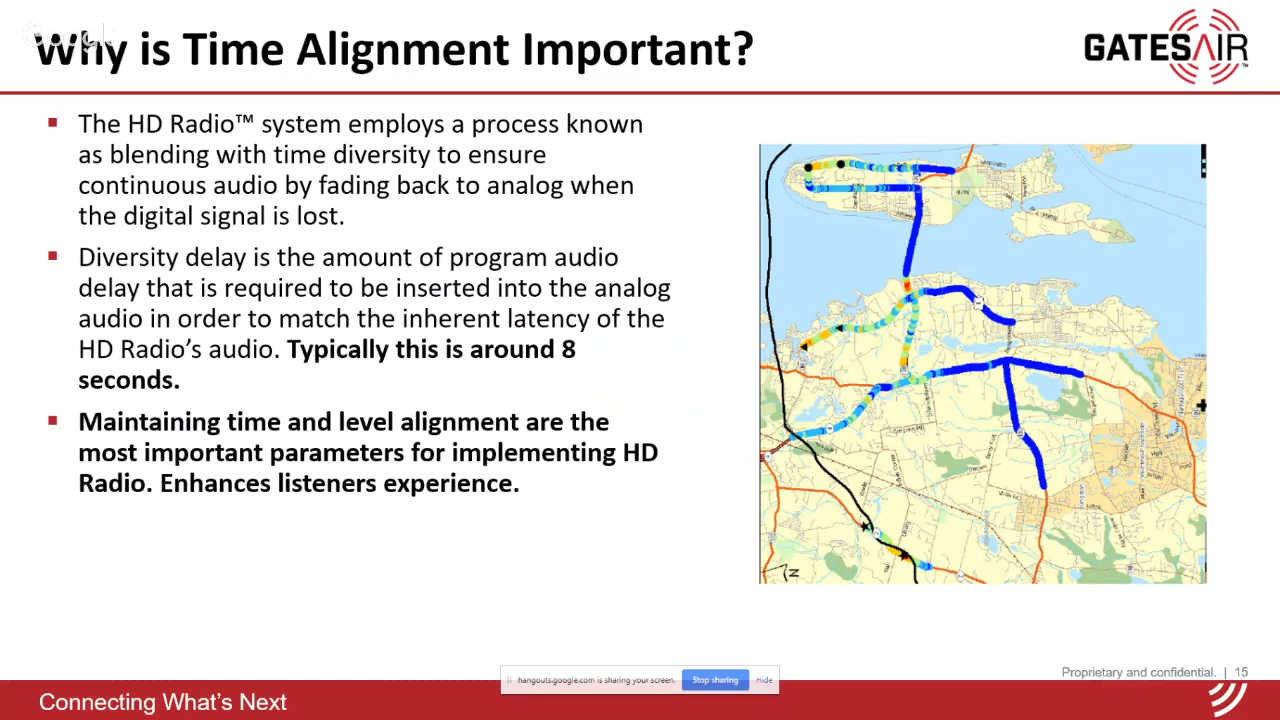 Google
Why is Time Alignment Important?
GATESAIR™
▪ The HD Radio™ system employs a process known
as blending with time diversity to ensure
continuous audio by fading back to analog when
the digital signal is lost.
▪ Diversity delay is the amount of program audio
delay that is required to be inserted into the analog
audio in order to match the inherent latency of the
HD Radio’s audio. Typically this is around 8
seconds.
▪ Maintaining time and level alignment are the
most important parameters for implementing HD
Radio. Enhances listeners experience.
N
Proprietary and confidential. | 15
hangouts.google.com is sharing your screen. Stop sharing Hide
Connecting What’s Next